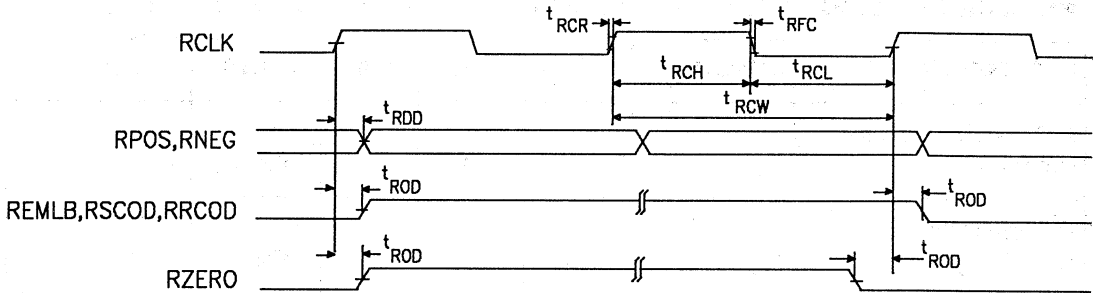 t RCR
t RFC
RCLK
t RCH
t RCL
t RCW
t RDD
RPOS,RNEG
t ROD
t ROD
REMLB,RSCOD,RRCOD
t ROD
t ROD
RZERO